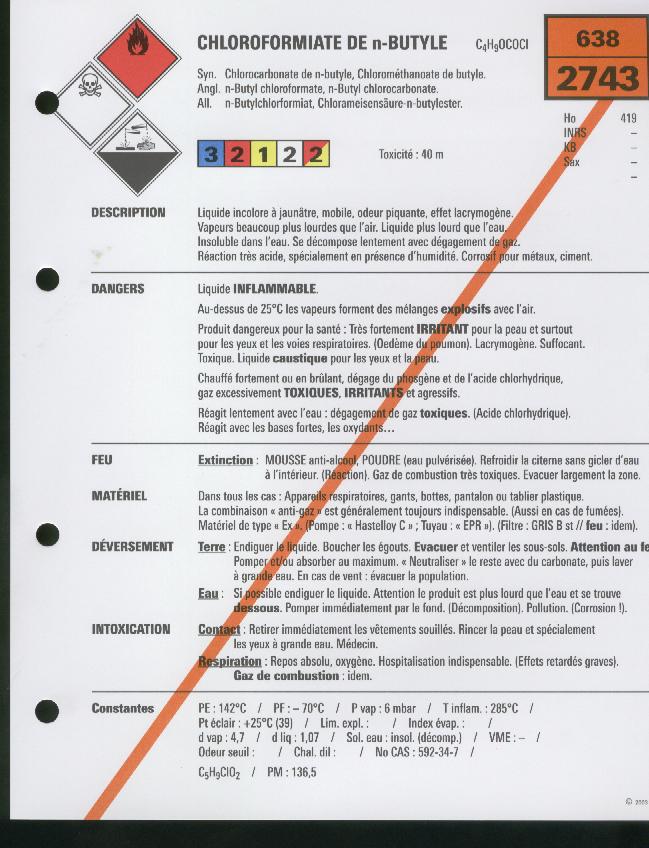 CHLOROFORMIATE DE n-BUTYLE C₄H₉OCOCl
638
2743
Syn. Chlorocarbonate de n-butyle, Chlorométhanoate de butyle.
Angl. n-Butyl chloroformate, n-Butyl chlorocarbonate.
All. n-Butylchlorformiat, Chlorameisensäure-n-butylester.
Ho 419
INRS –
KB –
Sax –
–
3 2 1 2 2 Toxicité : 40 m
DESCRIPTION Liquide incolore à jaunâtre, mobile, odeur piquante, effet lacrymogène.
Vapeurs beaucoup plus lourdes que l'air. Liquide plus lourd que l'eau.
Insoluble dans l'eau. Se décompose lentement avec dégagement de gaz.
Réaction très acide, spécialement en présence d'humidité. Corrosif pour métaux, ciment.
DANGERS Liquide INFLAMMABLE.
Au-dessus de 25°C les vapeurs forment des mélanges explosifs avec l'air.
Produit dangereux pour la santé : Très fortement IRRITANT pour la peau et surtout
pour les yeux et les voies respiratoires. (Oedème du poumon). Lacrymogène. Suffocant.
Toxique. Liquide caustique pour les yeux et la peau.
Chauffé fortement ou en brûlant, dégage du phosgène et de l'acide chlorhydrique,
gaz excessivement TOXIQUES, IRRITANTS et agressifs.
Réagit lentement avec l'eau : dégagement de gaz toxiques. (Acide chlorhydrique).
Réagit avec les bases fortes, les oxydants...
FEU Extinction : MOUSSE anti-alcool, POUDRE (eau pulvérisée). Refroidir la citerne sans gicler d'eau
à l'intérieur. (Réaction). Gaz de combustion très toxiques. Evacuer largement la zone.
MATÉRIEL Dans tous les cas : Appareils respiratoires, gants, bottes, pantalon ou tablier plastique.
La combinaison « anti-gaz » est généralement toujours indispensable. (Aussi en cas de fumées).
Matériel de type « Ex ». (Pompe : « Hastelloy C » ; Tuyau : « EPR »). (Filtre : GRIS B st // feu : idem).
DÉVERSEMENT Terre : Endiguer le liquide. Boucher les égouts. Evacuer et ventiler les sous-sols. Attention au fe
Pomper et/ou absorber au maximum. « Neutraliser » le reste avec du carbonate, puis laver
à grande eau. En cas de vent : évacuer la population.
Eau : Si possible endiguer le liquide. Attention le produit est plus lourd que l'eau et se trouve
dessous. Pomper immédiatement par le fond. (Décomposition). Pollution. (Corrosion !).
INTOXICATION Contact : Retirer immédiatement les vêtements souillés. Rincer la peau et spécialement
les yeux à grande eau. Médecin.
Respiration : Repos absolu, oxygène. Hospitalisation indispensable. (Effets retardés graves).
Gaz de combustion : idem.
Constantes PE : 142°C / PF : – 70°C / P vap : 6 mbar / T inflam. : 285°C /
Pt éclair : +25°C (39) / Lim. expl. : / Index évap. : /
d vap : 4,7 / d liq : 1,07 / Sol. eau : insol. (décomp.) / VME : – /
Odeur seuil : / Chal. dil : / No CAS : 592-34-7 /
C₅H₉ClO₂ / PM : 136,5
© 2003